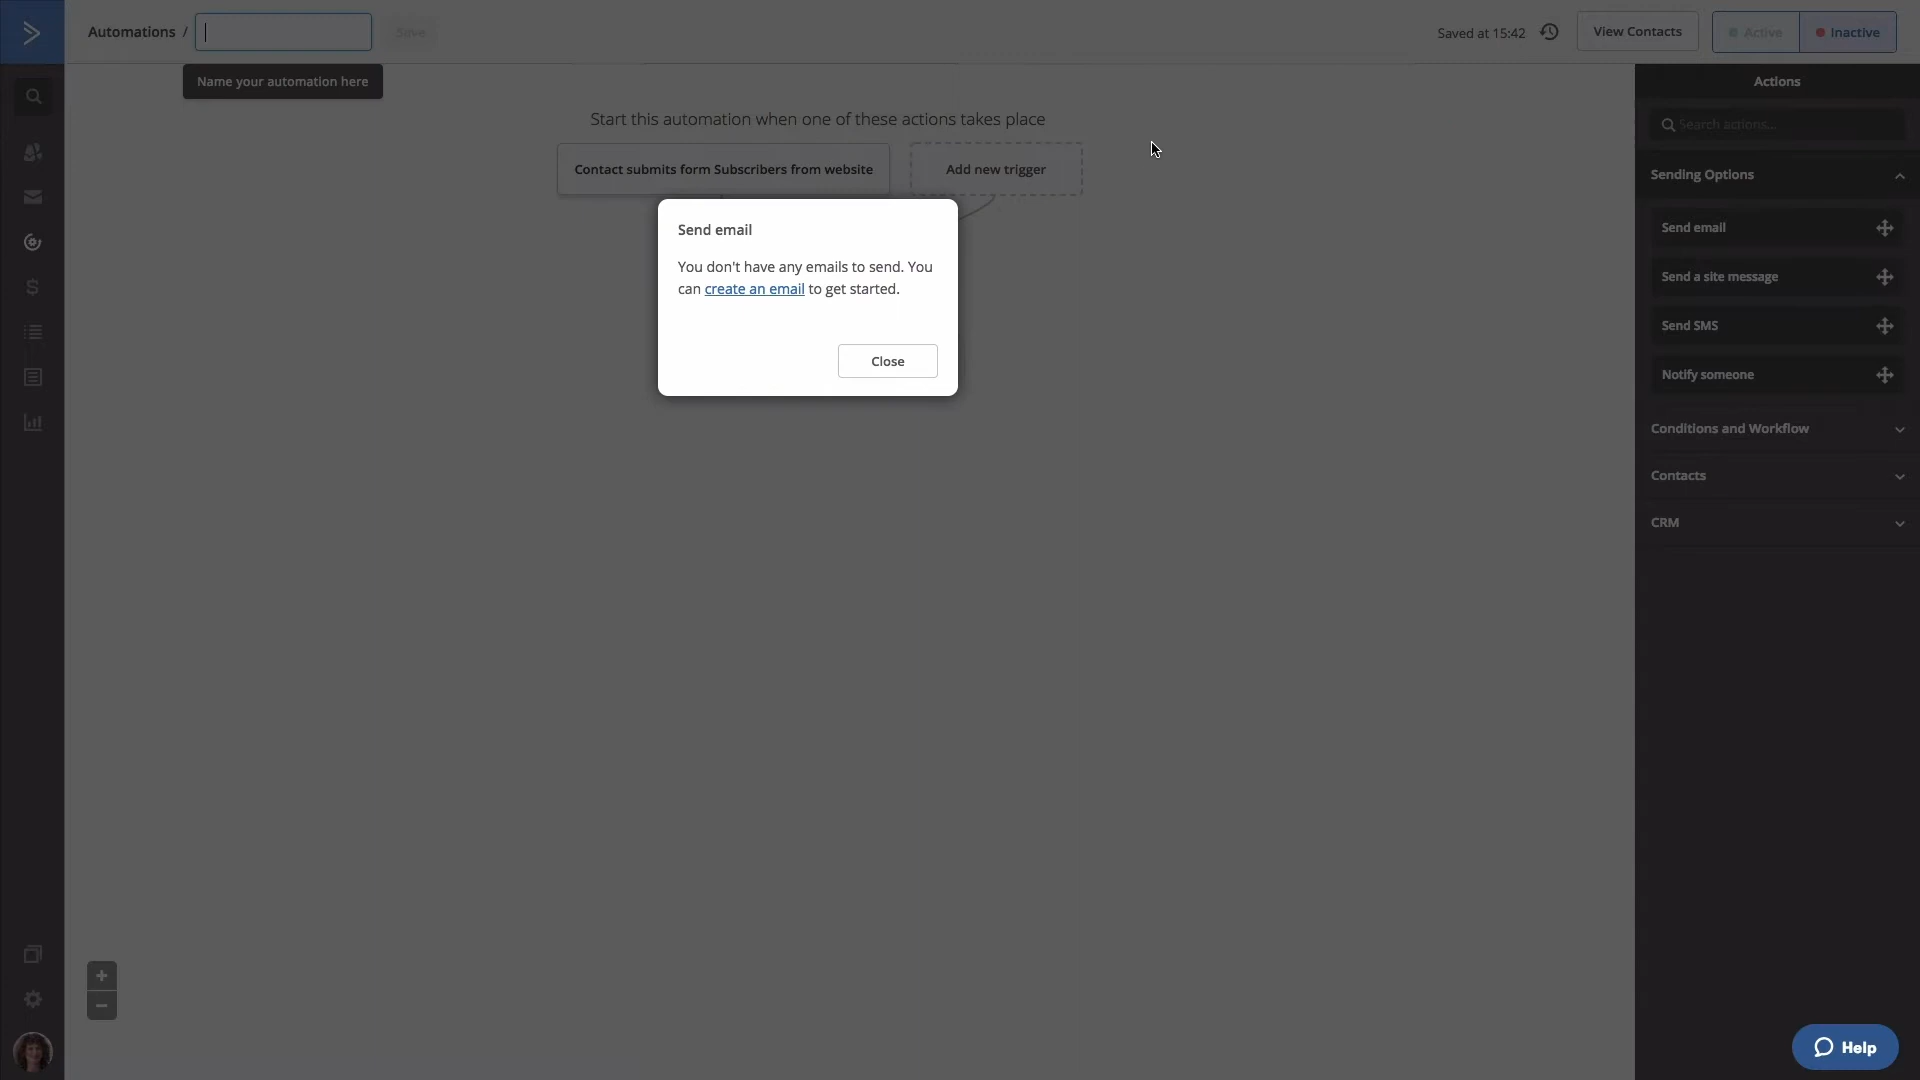 Automations /
Save
Saved at 15:42
View Contacts
Active
Inactive
Name your automation here
Actions
Start this automation when one of these actions takes place
Search actions...
Contact submits form Subscribers from website
Add new trigger
Sending Options
Send email
You don't have any emails to send. You
can create an email to get started.
Close
Send email
Send a site message
Send SMS
Notify someone
Conditions and Workflow
Contacts
CRM
+
−
Help